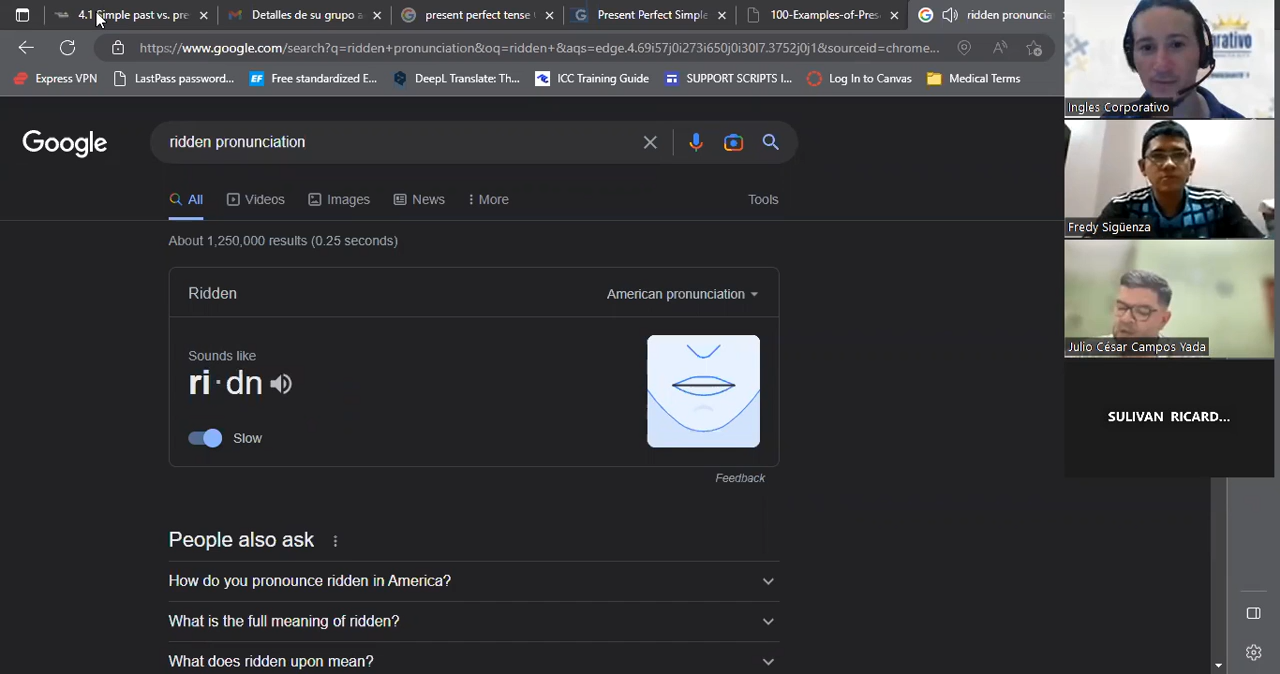 4.1 Simple past vs. pre
Detalles de su grupo a
present perfect tense
Present Perfect Simple
100-Examples-of-Pres
ridden pronuncia
https://www.google.com/search?q=ridden+pronunciation&oq=ridden+&aqs=edge.4.69i57j0i273i650j0i30l7.3752j0j1&sourceid=chrome...
Express VPN
LastPass password...
Free standardized E...
DeepL Translate: Th...
ICC Training Guide
SUPPORT SCRIPTS I...
Log In to Canvas
Medical Terms
Google
ridden pronunciation
All
Videos
Images
News
More
Tools
About 1,250,000 results (0.25 seconds)
Ridden
American pronunciation
Sounds like
ri·dn
Slow
Feedback
People also ask
How do you pronounce ridden in America?
What is the full meaning of ridden?
What does ridden upon mean?
Ingles Corporativo
Fredy Sigüenza
Julio César Campos Yada
SULIVAN RICARD...